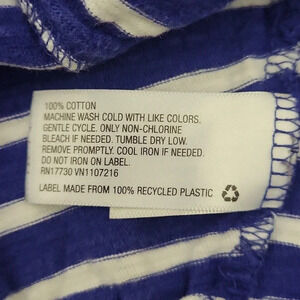 100% COTTON
MACHINE WASH COLD WITH LIKE COLORS.
GENTLE CYCLE. ONLY NON-CHLORINE
BLEACH IF NEEDED. TUMBLE DRY LOW.
REMOVE PROMPTLY. COOL IRON IF NEEDED.
DO NOT IRON ON LABEL.
RN17730 VN1107216
LABEL MADE FROM 100% RECYCLED PLASTIC